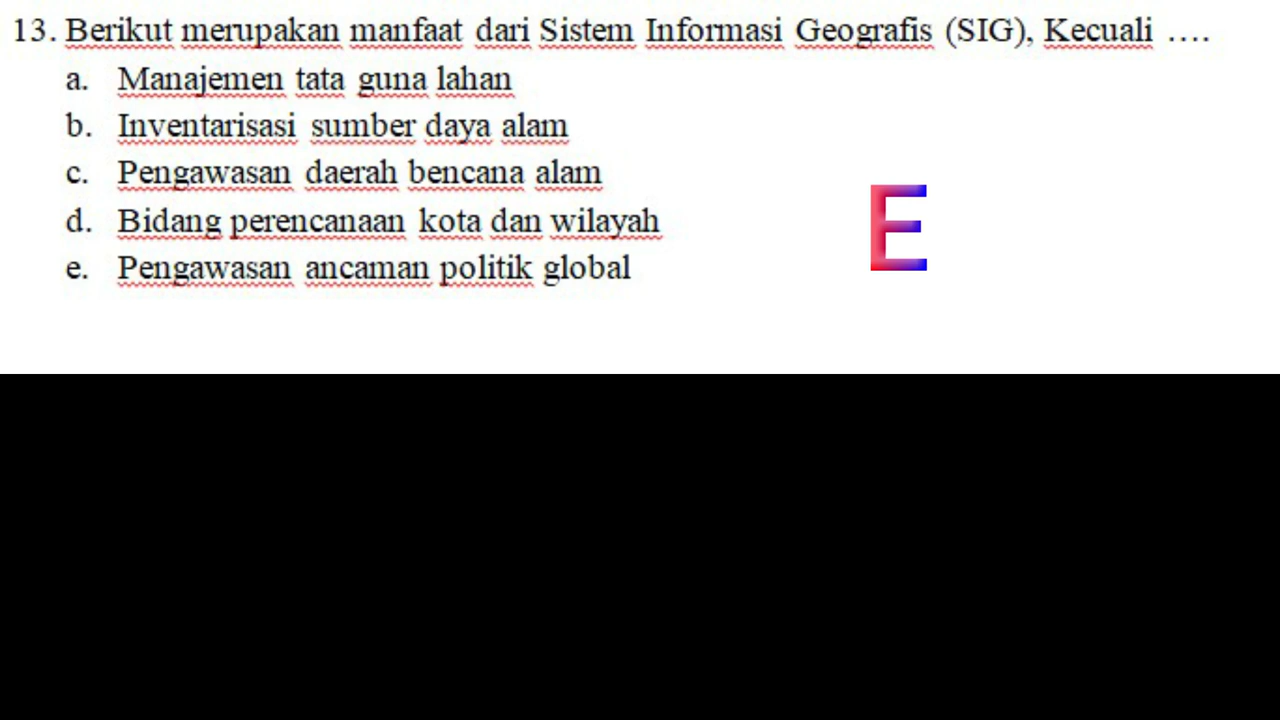 13. Berikut merupakan manfaat dari Sistem Informasi Geografis (SIG), Kecuali ....
a. Manajemen tata guna lahan
b. Inventarisasi sumber daya alam
c. Pengawasan daerah bencana alam
d. Bidang perencanaan kota dan wilayah
e. Pengawasan ancaman politik global
E